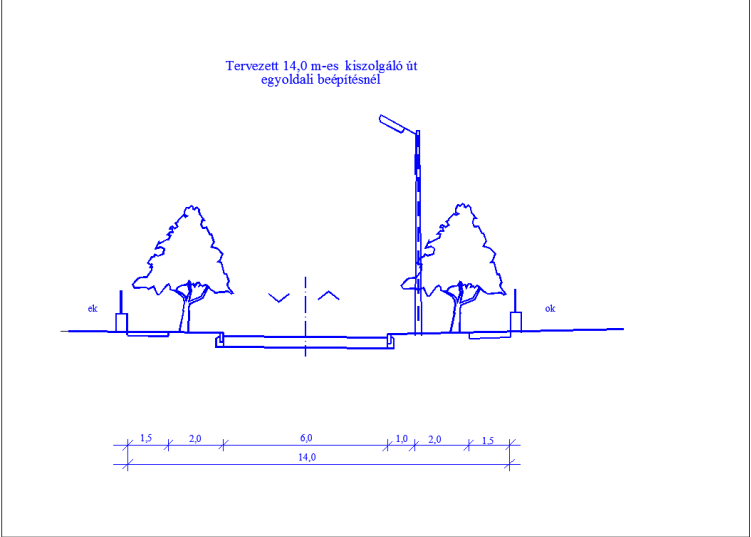 Tervezett 14,0 m-es kiszolgáló út
egyoldali beépítésnél
ek
ok
1,5 2,0 6,0 1,0 2,0 1.5
14,0